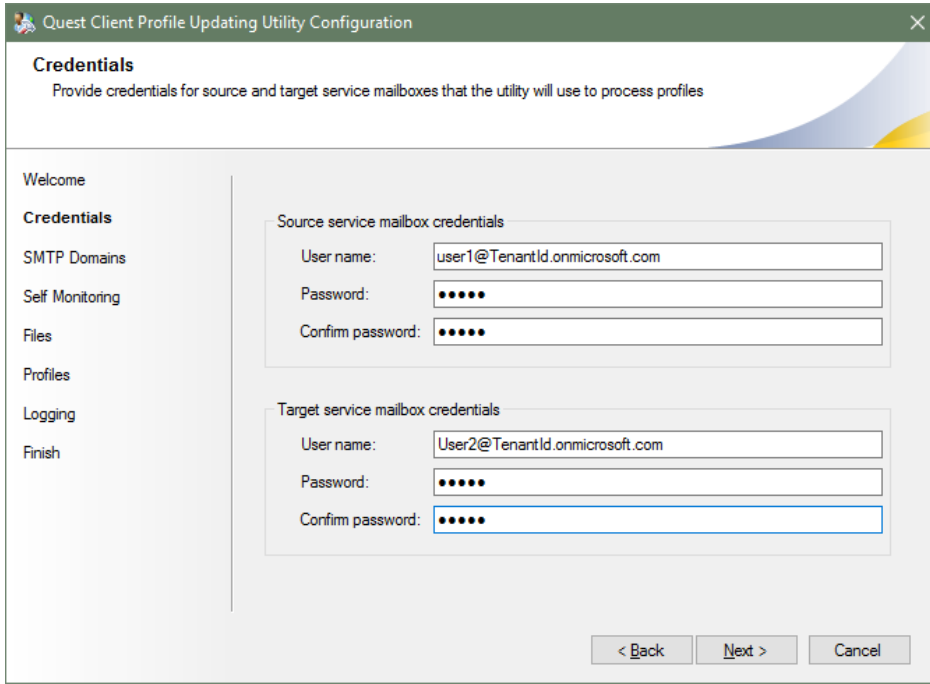 Quest Client Profile Updating Utility Configuration
Credentials
Provide credentials for source and target service mailboxes that the utility will use to process profiles
Welcome
Credentials
SMTP Domains
Self Monitoring
Files
Profiles
Logging
Finish
Source service mailbox credentials
User name: user1@TenantId.onmicrosoft.com
Password: ●●●●●
Confirm password: ●●●●●
Target service mailbox credentials
User name: User2@TenantId.onmicrosoft.com
Password: ●●●●●
Confirm password: ●●●●●
< Back Next > Cancel